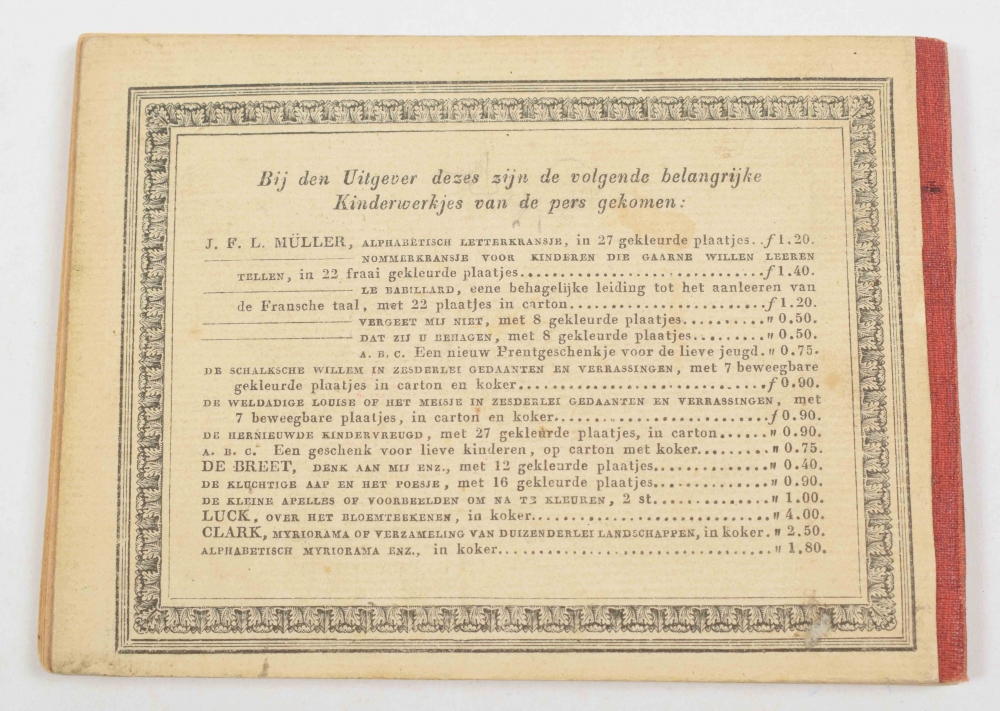 Bij den Uitgever dezes zijn de volgende belangrijke
Kinderwerkjes van de pers gekomen:
J. F. L. MÜLLER, ALPHABÈTISCH LETTERKRANSJE, in 27 gekleurde plaatjes..ƒ1.20.
———— NOMMERKRANSJE VOOR KINDEREN DIE GAARNE WILLEN LEEREN
TELLEN, in 22 fraai gekleurde plaatjes..............................ƒ1.40.
———— LE BABILLARD, eene behagelijke leiding tot het aanleeren van
de Fransche taal, met 22 plaatjes in carton........................ƒ1.20.
———— VERGEET MIJ NIET, met 8 gekleurde plaatjes..........„ 0.50.
———— DAT ZIJ U BEHAGEN, met 8 gekleurde plaatjes.........„ 0.50.
A. B. C. Een nieuw Prentgeschenkje voor de lieve jeugd.„ 0.75.
DE SCHALKSCHE WILLEM IN ZESDERLEI GEDAANTEN EN VERRASSINGEN, met 7 beweegbare
gekleurde plaatjes in carton en koker..............................ƒ0.90.
DE WELDADIGE LOUISE OF HET MEISJE IN ZESDERLEI GEDAANTEN EN VERRASSINGEN, met
7 beweegbare plaatjes, in carton en koker..........................ƒ0.90.
DE HERNIEUWDE KINDERVREUGD, met 27 gekleurde plaatjes, in carton......„ 0.90.
A. B. C. Een geschenk voor lieve kinderen, op carton met koker........„ 0.75.
DE BREET, DENK AAN MIJ ENZ., met 12 gekleurde plaatjes..............„ 0.40.
DE KLUCHTIGE AAP EN HET POESJE, met 16 gekleurde plaatjes...........„ 0.90.
DE KLEINE APELLES OF VOORBEELDEN OM NA TE KLEUREN, 2 st.............„ 1.00.
LUCK, OVER HET BLOEMTEEKENEN, in koker..............................„ 4.00.
CLARK, MYRIORAMA OF VERZAMELING VAN DUIZENDERLEI LANDSCHAPPEN, in koker.„ 2.50.
ALPHABETISCH MYRIORAMA ENZ., in koker...............................„ 1.80.